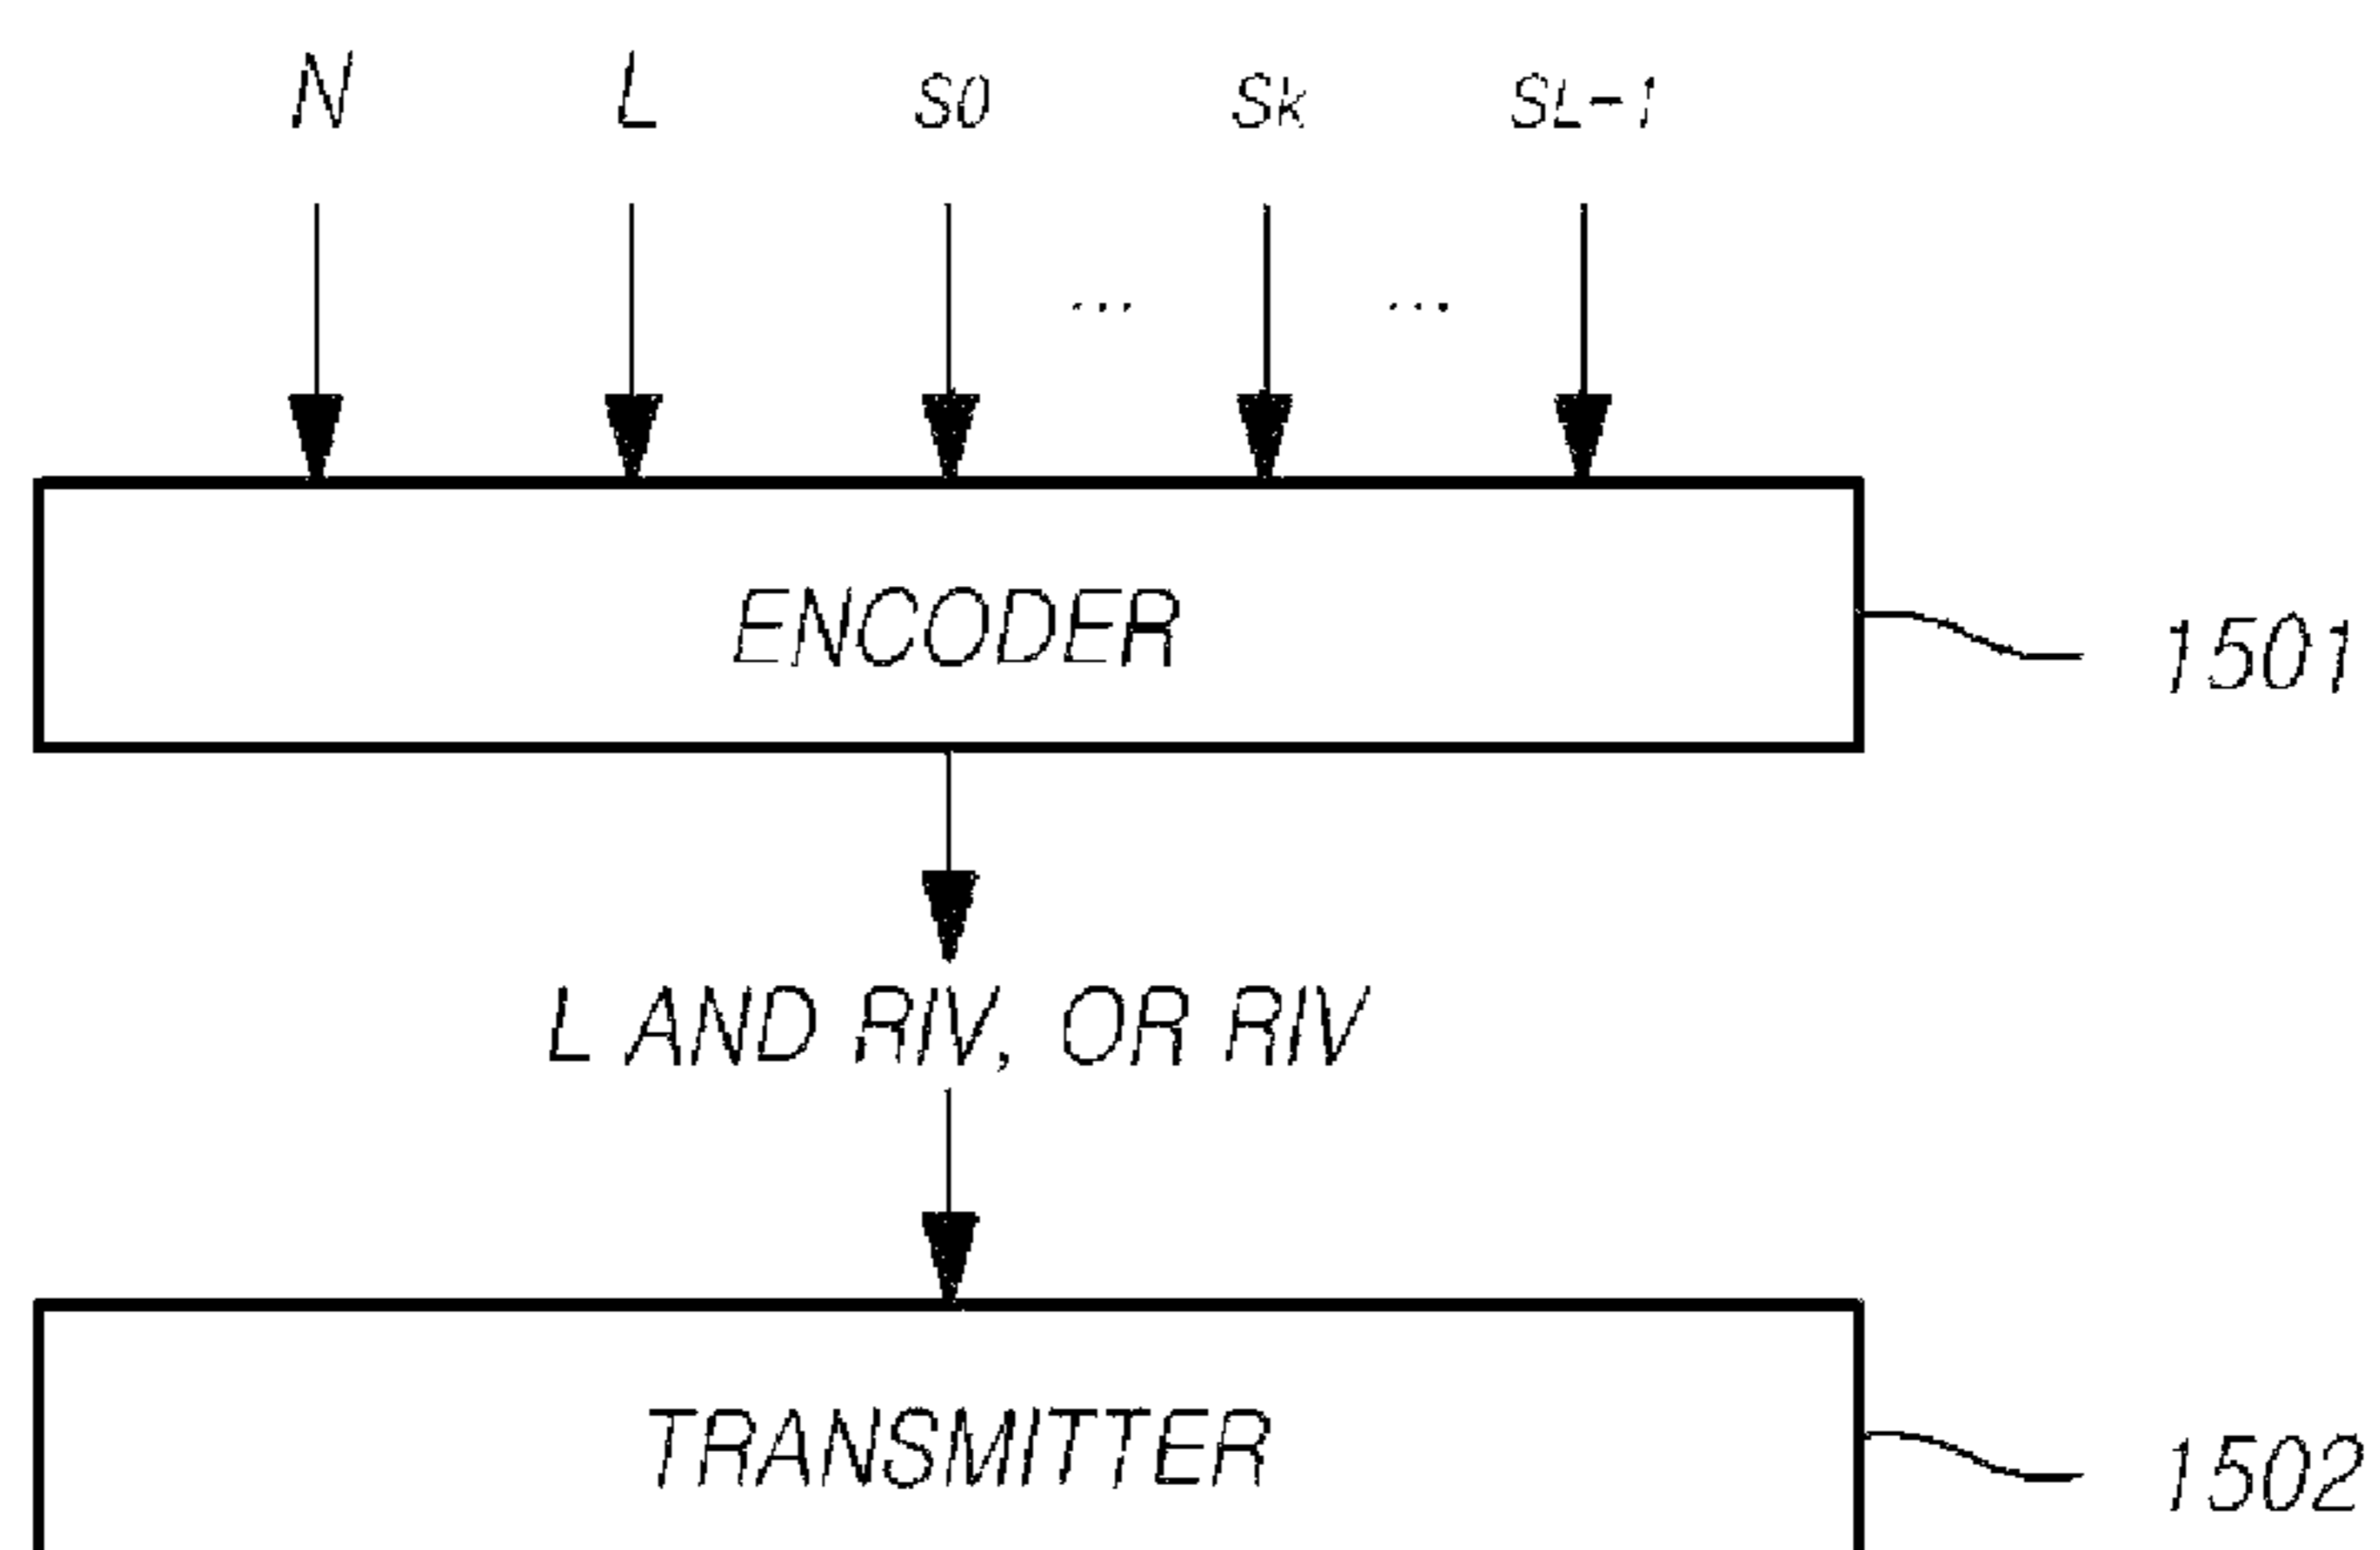 N L S0 Sk SL-1
... ...
ENCODER
1501
L AND RIV, OR RIV
TRANSMITTER
1502